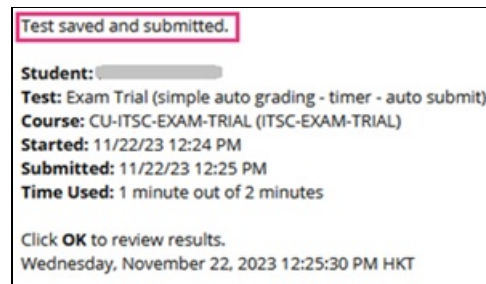 Test saved and submitted.
Student:
Test: Exam Trial (simple auto grading - timer - auto submit)
Course: CU-ITSC-EXAM-TRIAL (ITSC-EXAM-TRIAL)
Started: 11/22/23 12:24 PM
Submitted: 11/22/23 12:25 PM
Time Used: 1 minute out of 2 minutes
Click OK to review results.
Wednesday, November 22, 2023 12:25:30 PM HKT